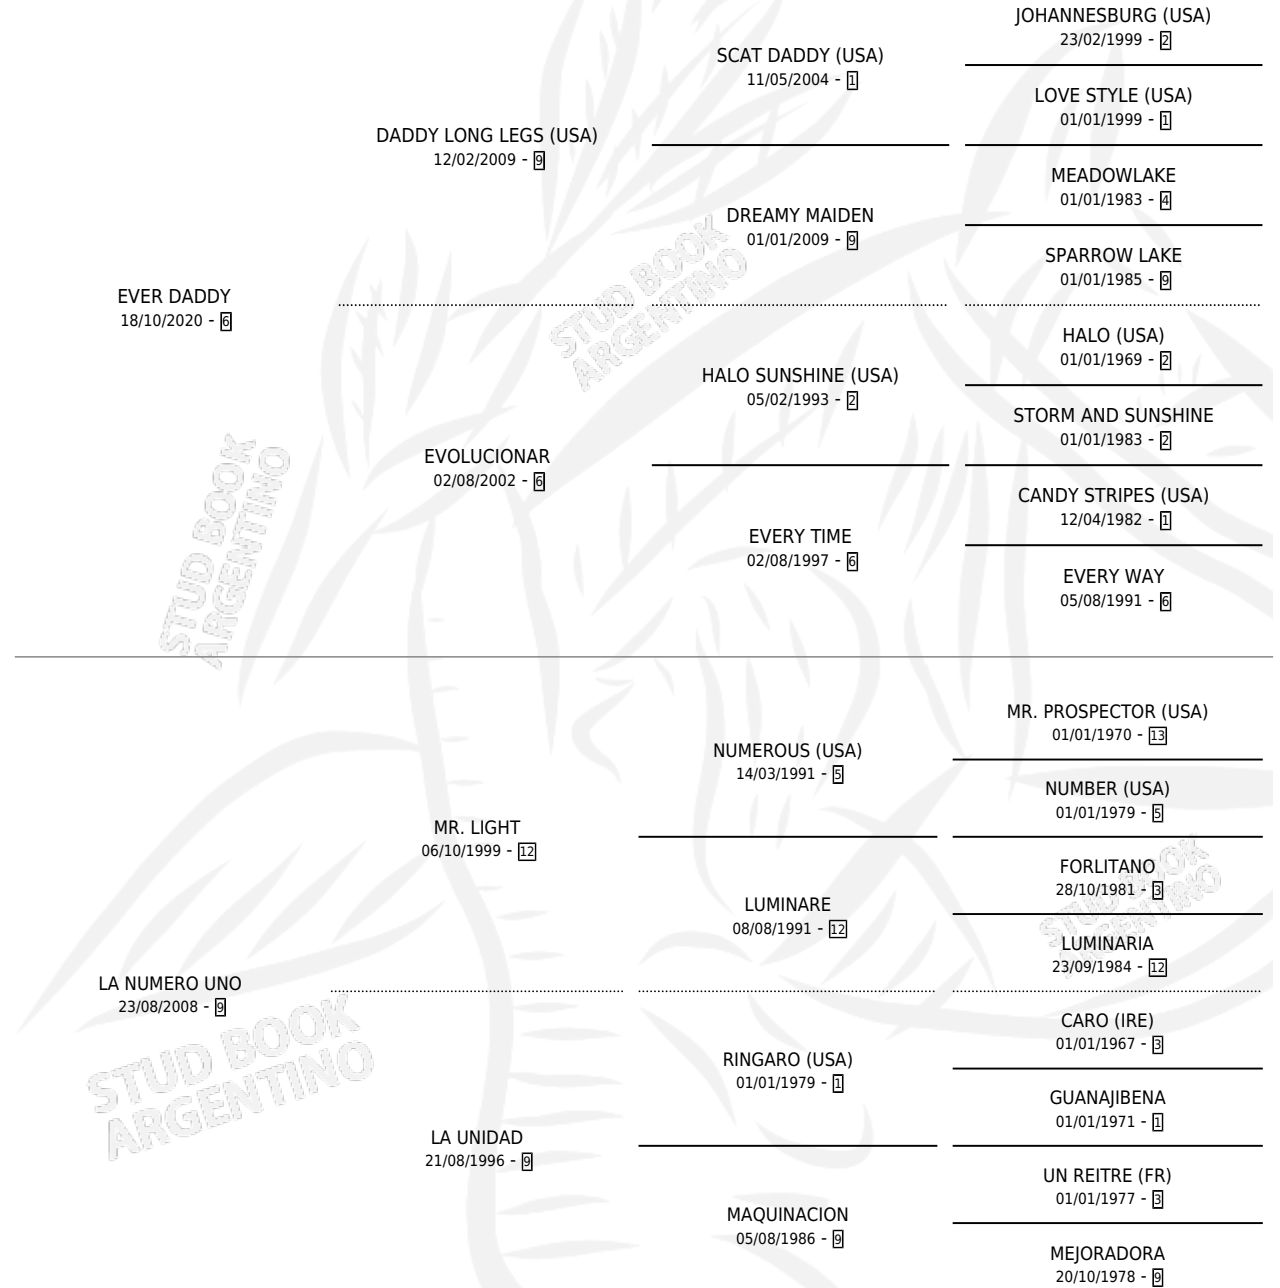 JOHANNESBURG (USA)
23/02/1999 - 2
SCAT DADDY (USA)
11/05/2004 - 1
LOVE STYLE (USA)
01/01/1999 - 1
DADDY LONG LEGS (USA)
12/02/2009 - 9
MEADOWLAKE
01/01/1983 - 4
DREAMY MAIDEN
01/01/2009 - 9
SPARROW LAKE
01/01/1985 - 9
EVER DADDY
18/10/2020 - 6
HALO (USA)
01/01/1969 - 2
HALO SUNSHINE (USA)
05/02/1993 - 2
STORM AND SUNSHINE
01/01/1983 - 2
EVOLUCIONAR
02/08/2002 - 6
CANDY STRIPES (USA)
12/04/1982 - 1
EVERY TIME
02/08/1997 - 6
EVERY WAY
05/08/1991 - 6
STUD BOOK
ARGENTINO
STUD BOOK
ARGENTINO
MR. PROSPECTOR (USA)
01/01/1970 - 13
NUMEROUS (USA)
14/03/1991 - 5
NUMBER (USA)
01/01/1979 - 5
MR. LIGHT
06/10/1999 - 12
FORLITANO
28/10/1981 - 3
LUMINARE
08/08/1991 - 12
LUMINARIA
23/09/1984 - 12
STUD BOOK
ARGENTINO
LA NUMERO UNO
23/08/2008 - 9
CARO (IRE)
01/01/1967 - 3
RINGARO (USA)
01/01/1979 - 1
GUANAJIBENA
01/01/1971 - 1
STUD BOOK
ARGENTINO
LA UNIDAD
21/08/1996 - 9
UN REITRE (FR)
01/01/1977 - 3
MAQUINACION
05/08/1986 - 9
MEJORADORA
20/10/1978 - 9